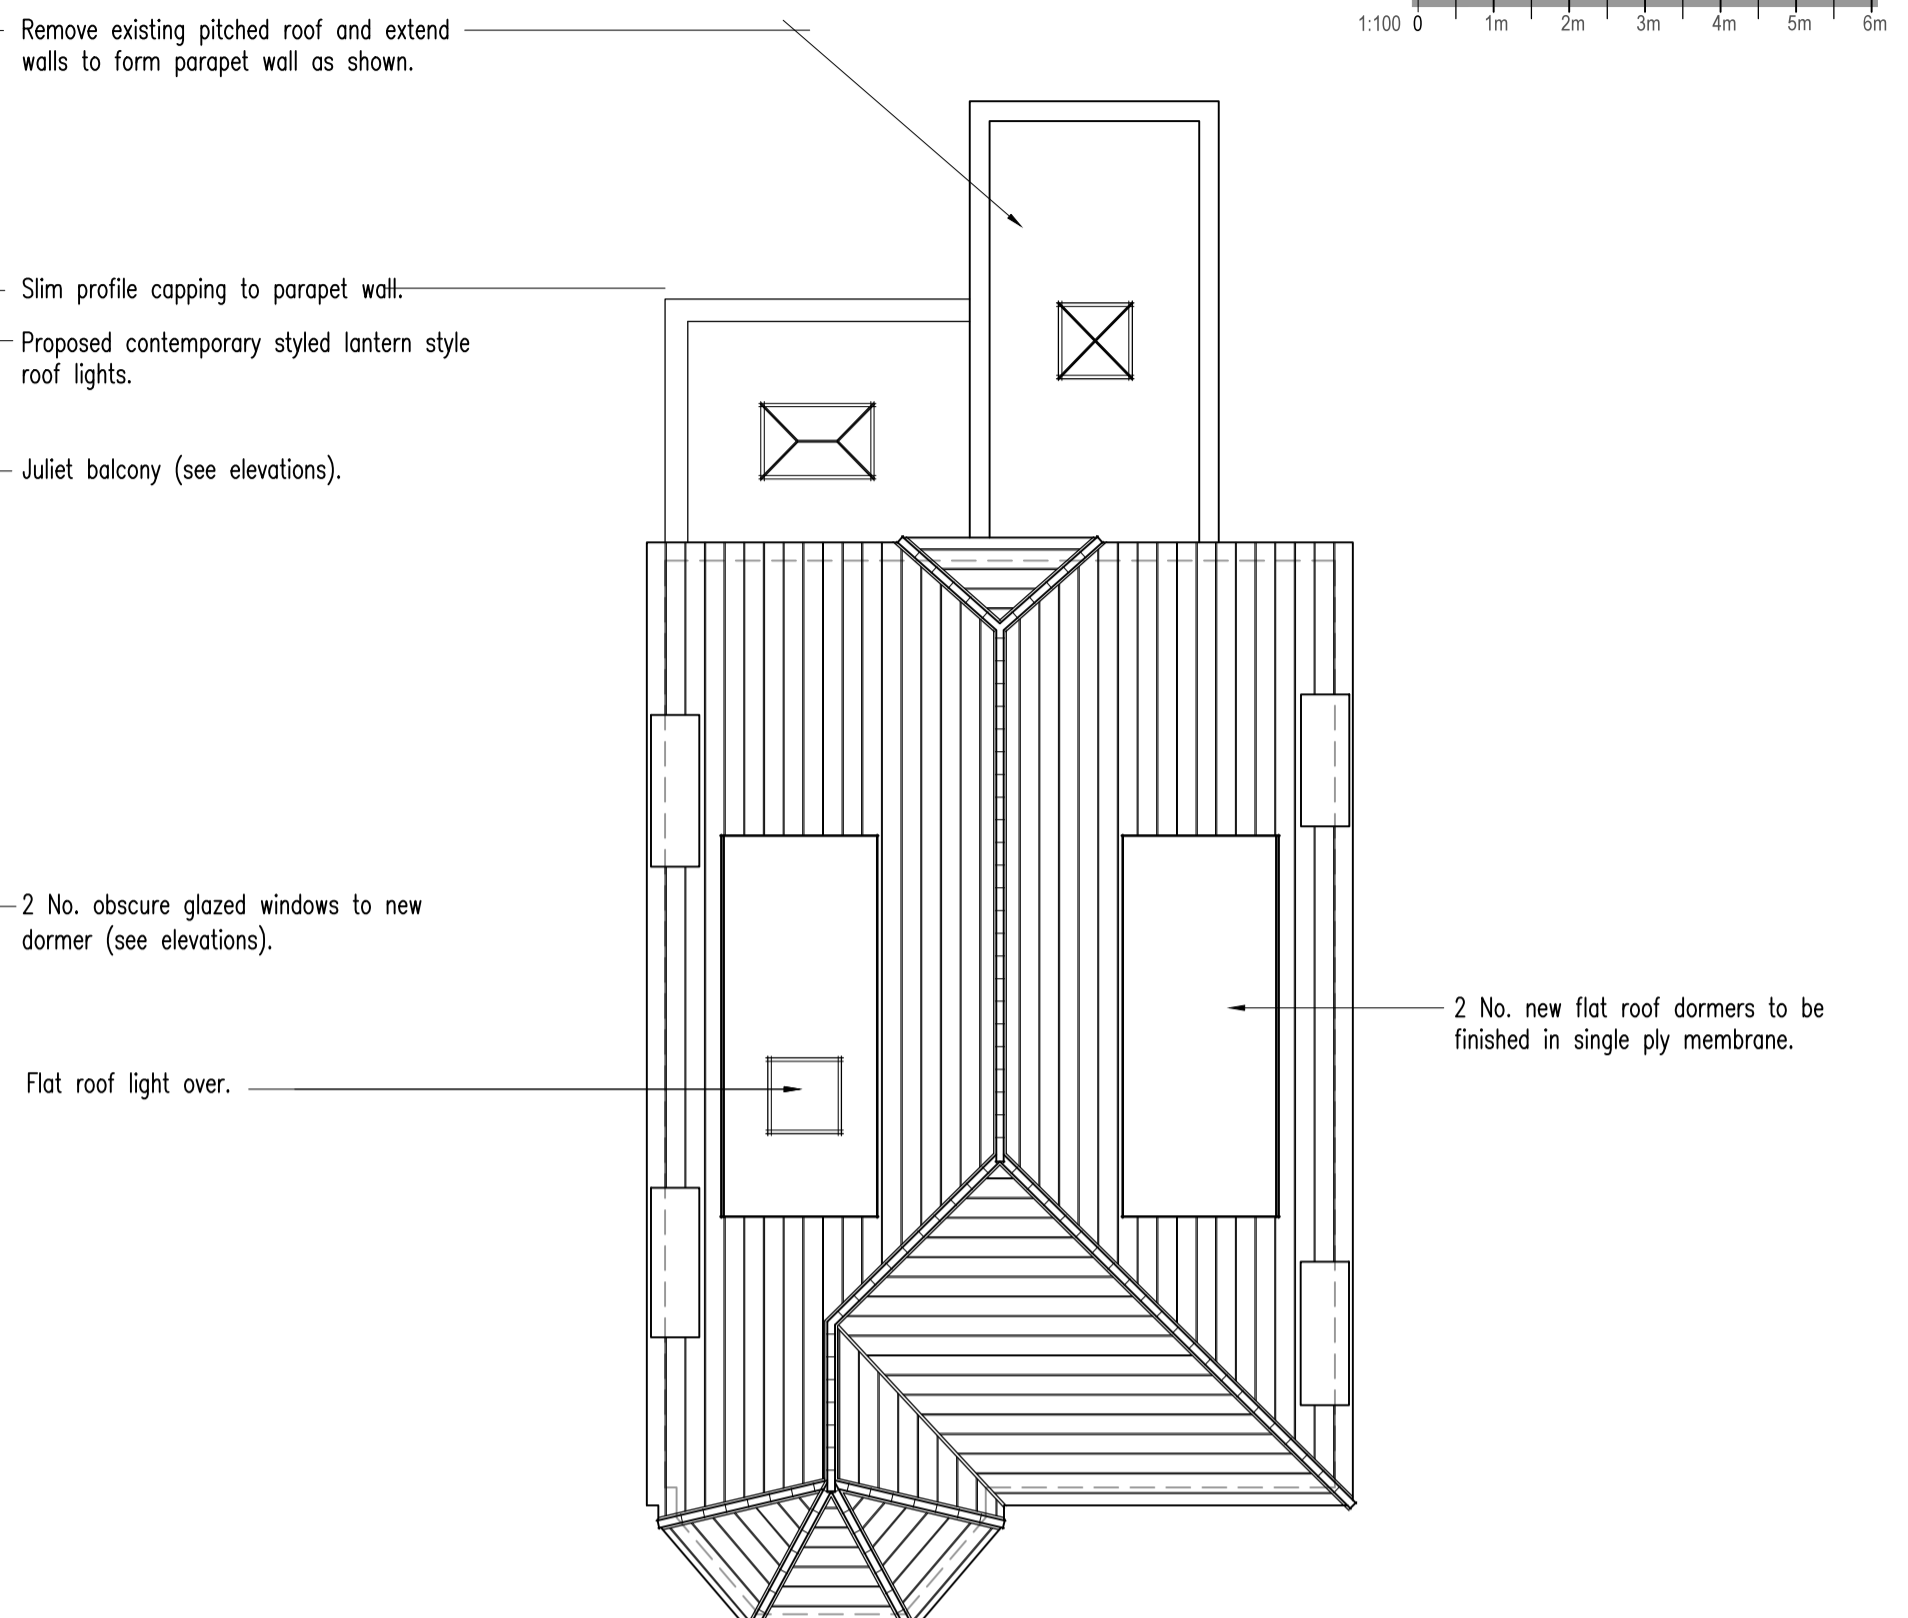 Remove existing pitched roof and extend
walls to form parapet wall as shown.
1:100 0 1m 2m 3m 4m 5m 6m
Slim profile capping to parapet wall.
Proposed contemporary styled lantern style
roof lights.
Juliet balcony (see elevations).
2 No. obscure glazed windows to new
dormer (see elevations).
2 No. new flat roof dormers to be
finished in single ply membrane.
Flat roof light over.